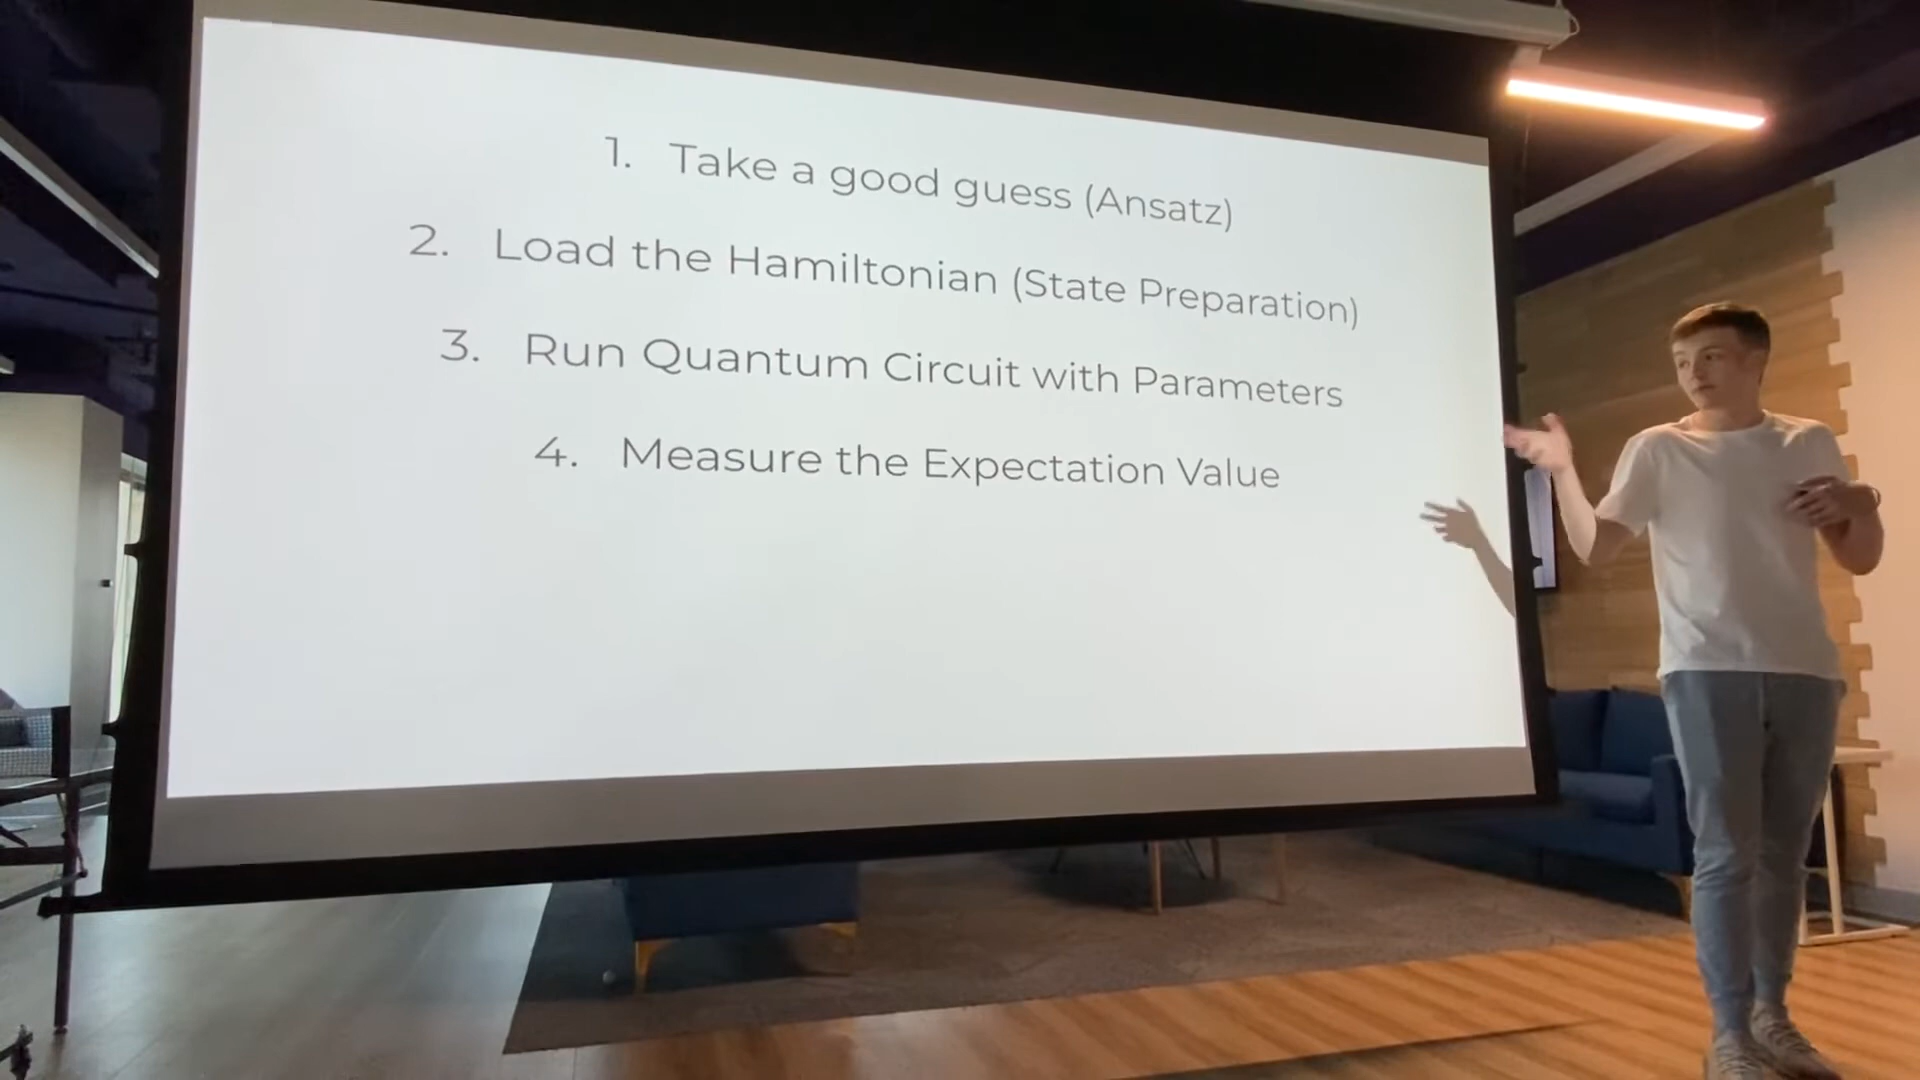 1. Take a good guess (Ansatz)
2. Load the Hamiltonian (State Preparation)
3. Run Quantum Circuit with Parameters
4. Measure the Expectation Value